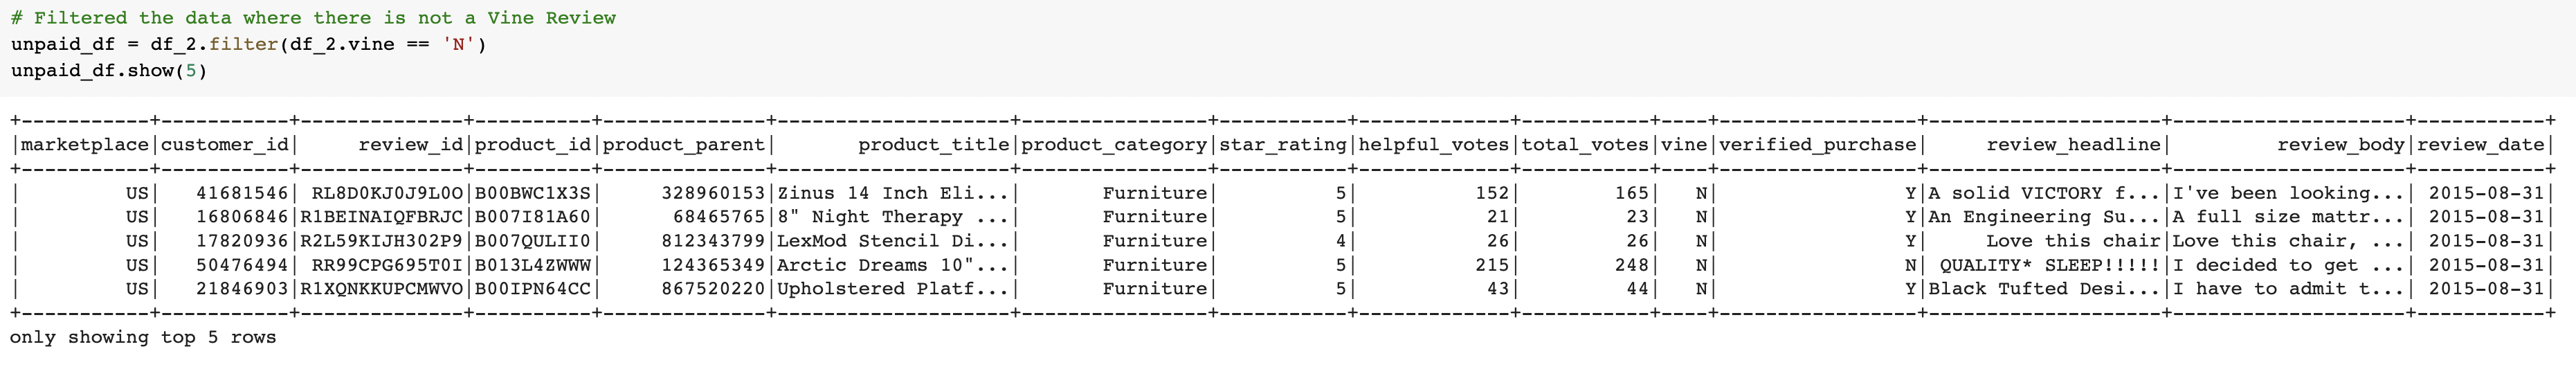 # Filtered the data where there is not a Vine Review
unpaid_df = df_2.filter(df_2.vine == 'N')
unpaid_df.show(5)
+-----------+-----------+--------------+----------+--------------+--------------------+----------------+-----------+-------------+-----------+----+-----------------+--------------------+--------------------+-----------+
|marketplace|customer_id|     review_id|product_id|product_parent|       product_title|product_category|star_rating|helpful_votes|total_votes|vine|verified_purchase|     review_headline|         review_body|review_date|
+-----------+-----------+--------------+----------+--------------+--------------------+----------------+-----------+-------------+-----------+----+-----------------+--------------------+--------------------+-----------+
|         US|   41681546| RL8D0KJ0J9L0O|B00BWC1X3S|     328960153|Zinus 14 Inch Eli...|       Furniture|          5|          152|        165|   N|                Y|A solid VICTORY f...|I've been looking...| 2015-08-31|
|         US|   16806846|R1BEINAIQFBRJC|B007I81A60|      68465765|8" Night Therapy ...|       Furniture|          5|           21|         23|   N|                Y|An Engineering Su...|A full size mattr...| 2015-08-31|
|         US|   17820936|R2L59KIJH302P9|B007QULII0|     812343799|LexMod Stencil Di...|       Furniture|          4|           26|         26|   N|                Y|     Love this chair|Love this chair, ...| 2015-08-31|
|         US|   50476494| RR99CPG695T0I|B013L4ZWWW|     124365349|Arctic Dreams 10"...|       Furniture|          5|          215|        248|   N|                N| QUALITY* SLEEP!!!!!|I decided to get ...| 2015-08-31|
|         US|   21846903|R1XQNKKUPCMWVO|B00IPN64CC|     867520220|Upholstered Platf...|       Furniture|          5|           43|         44|   N|                Y|Black Tufted Desi...|I have to admit t...| 2015-08-31|
+-----------+-----------+--------------+----------+--------------+--------------------+----------------+-----------+-------------+-----------+----+-----------------+--------------------+--------------------+-----------+
only showing top 5 rows